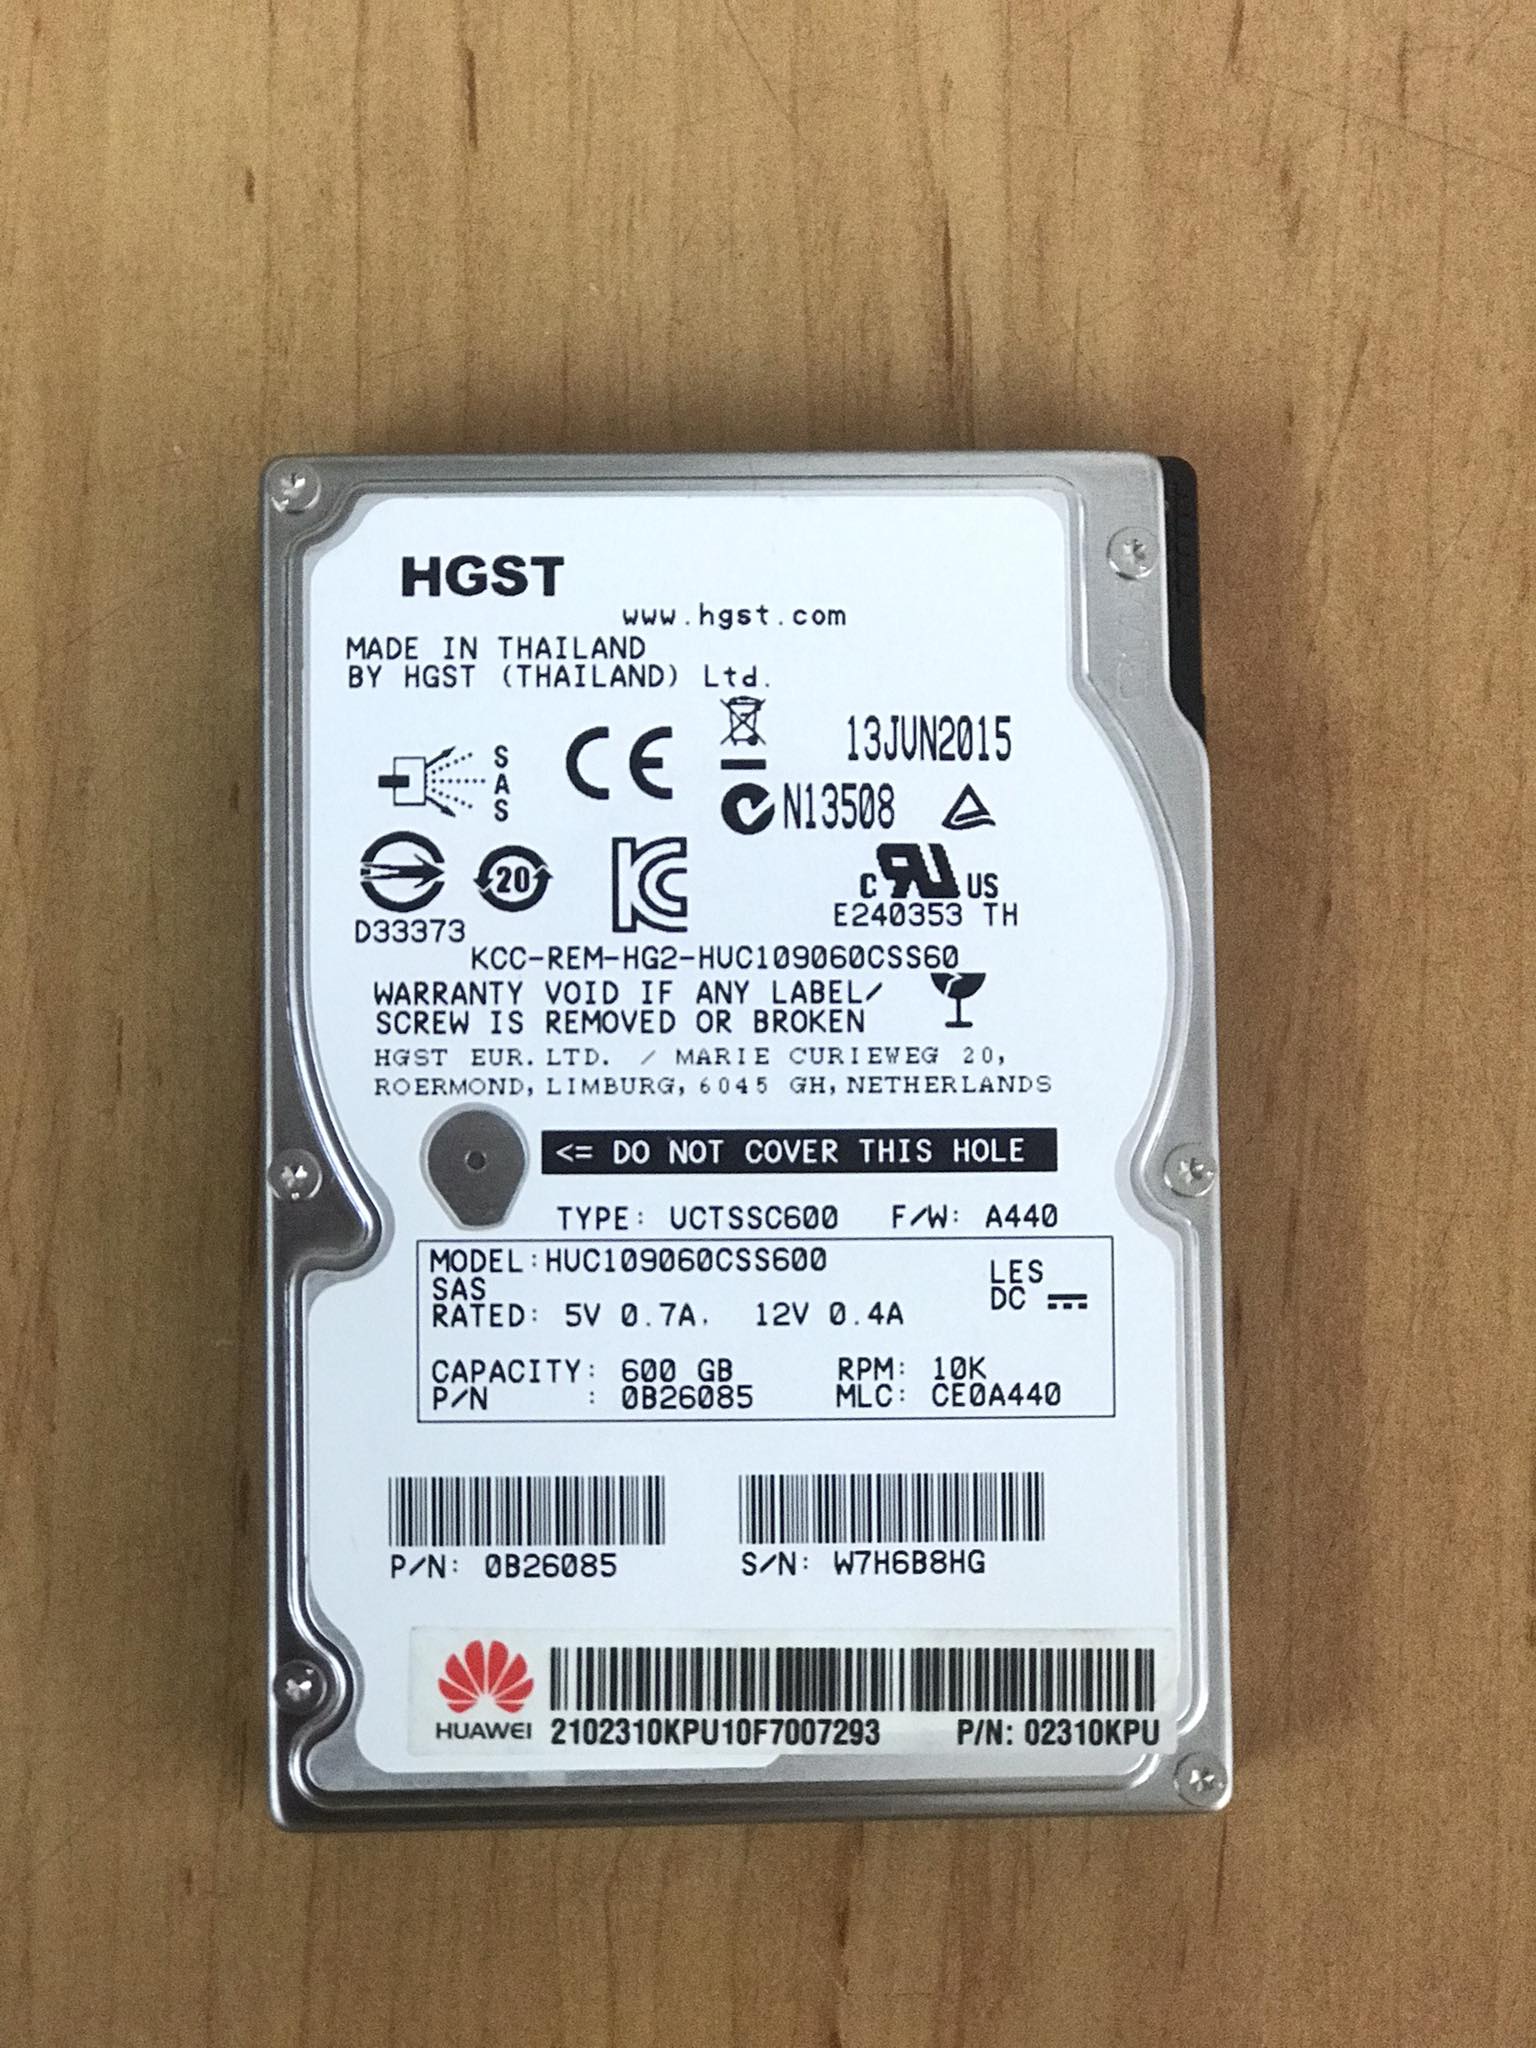 HGST
www.hgst.com
MADE IN THAILAND
BY HGST (THAILAND) Ltd.
13JUN2015
SAS
CE
N13508
20
D33373
c RU US
E240353 TH
KCC-REM-HG2-HUC109060CSS60
WARRANTY VOID IF ANY LABEL/
SCREW IS REMOVED OR BROKEN
HGST EUR.LTD. / MARIE CURIEWEG 20,
ROERMOND, LIMBURG, 6045 GH, NETHERLANDS
<= DO NOT COVER THIS HOLE
TYPE: UCTSSC600 F/W: A440
MODEL:HUC109060CSS600 LES
SAS DC
RATED: 5V 0.7A, 12V 0.4A
CAPACITY: 600 GB RPM: 10K
P/N : 0B26085 MLC: CE0A440
P/N: 0B26085 S/N: W7H6B8HG
HUAWEI 2102310KPU10F7007293 P/N: 02310KPU